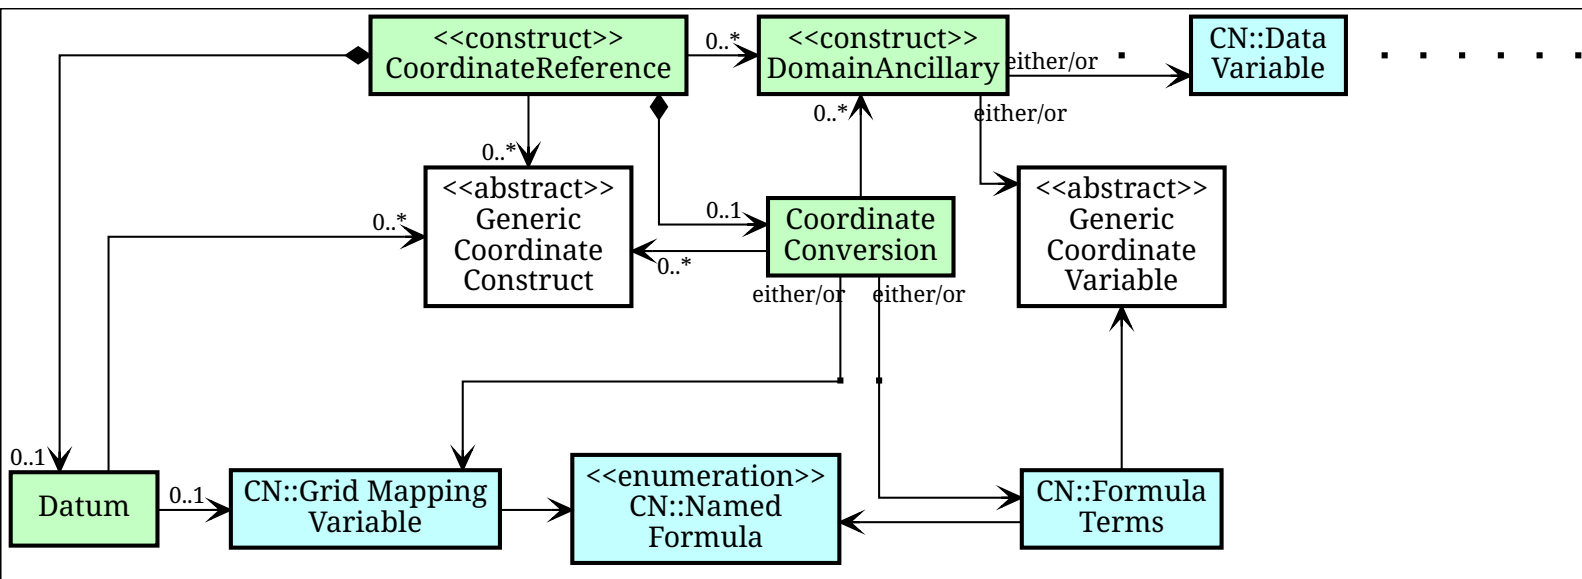 <<construct>>
CoordinateReference
0..*
<<construct>>
DomainAncillary
either/or
CN::Data
Variable
0..*
either/or
0..*
<<abstract>>
Generic
Coordinate
Construct
0..*
0..1
Coordinate
Conversion
0..*
<<abstract>>
Generic
Coordinate
Variable
either/or
either/or
0..1
Datum
0..1
CN::Grid Mapping
Variable
<<enumeration>>
CN::Named
Formula
CN::Formula
Terms